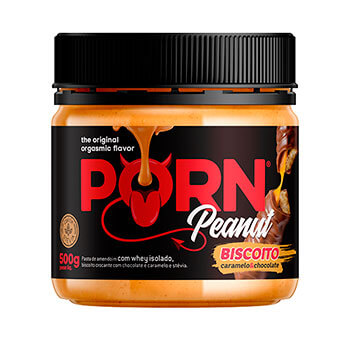 the original
orgasmic flavor
PORN®
Peanut
BISCOITO
caramelo & chocolate
500g
Pasta de amendoim com whey isolado,
biscoito crocante com chocolate e caramelo e stévia.